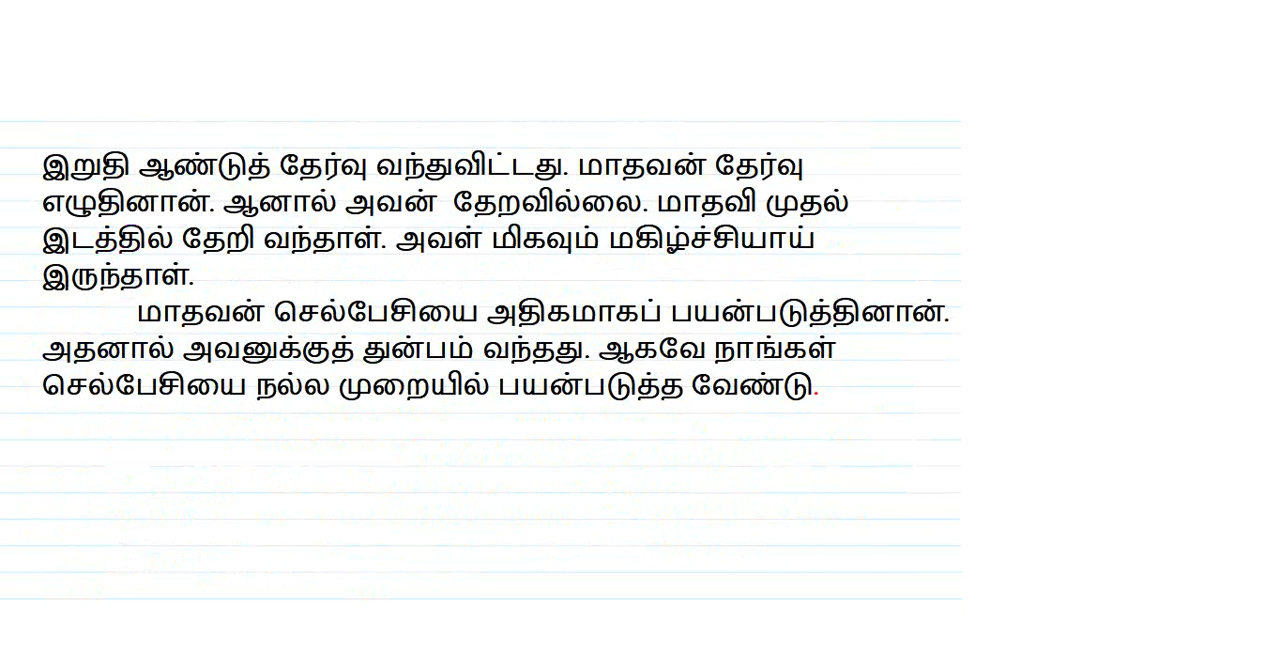 இறுதி ஆண்டுத் தேர்வு வந்துவிட்டது. மாதவன் தேர்வு
எழுதினான். ஆனால் அவன்  தேறவில்லை. மாதவி முதல்
இடத்தில் தேறி வந்தாள். அவள் மிகவும் மகிழ்ச்சியாய்
இருந்தாள்.
மாதவன் செல்பேசியை அதிகமாகப் பயன்படுத்தினான்.
அதனால் அவனுக்குத் துன்பம் வந்தது. ஆகவே நாங்கள்
செல்பேசியை நல்ல முறையில் பயன்படுத்த வேண்டு.